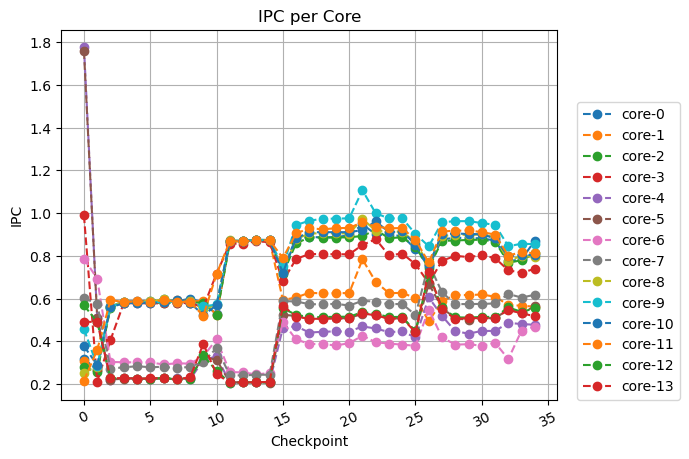 IPC per Core
IPC
1.8
1.6
1.4
1.2
1.0
0.8
0.6
0.4
0.2
0
5
10
15
20
25
30
35
Checkpoint
core-0
core-1
core-2
core-3
core-4
core-5
core-6
core-7
core-8
core-9
core-10
core-11
core-12
core-13